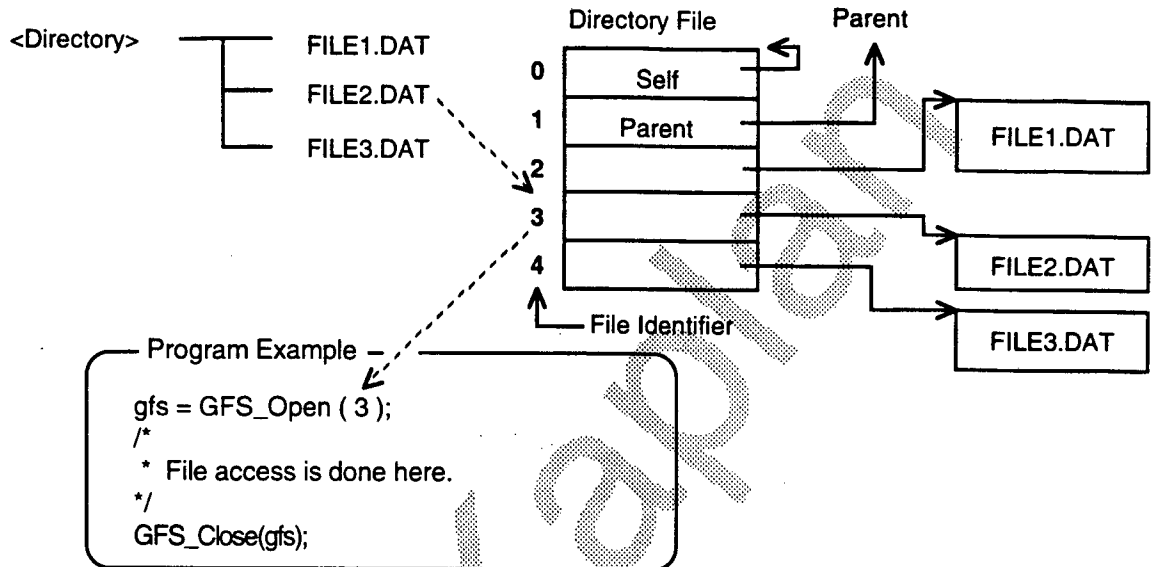 <Directory>
FILE1.DAT
FILE2.DAT
FILE3.DAT
Directory File
Parent
0
Self
1
Parent
2
3
4
File Identifier
FILE1.DAT
FILE2.DAT
FILE3.DAT
Program Example
gfs = GFS_Open ( 3 );
/*
* File access is done here.
*/
GFS_Close(gfs);